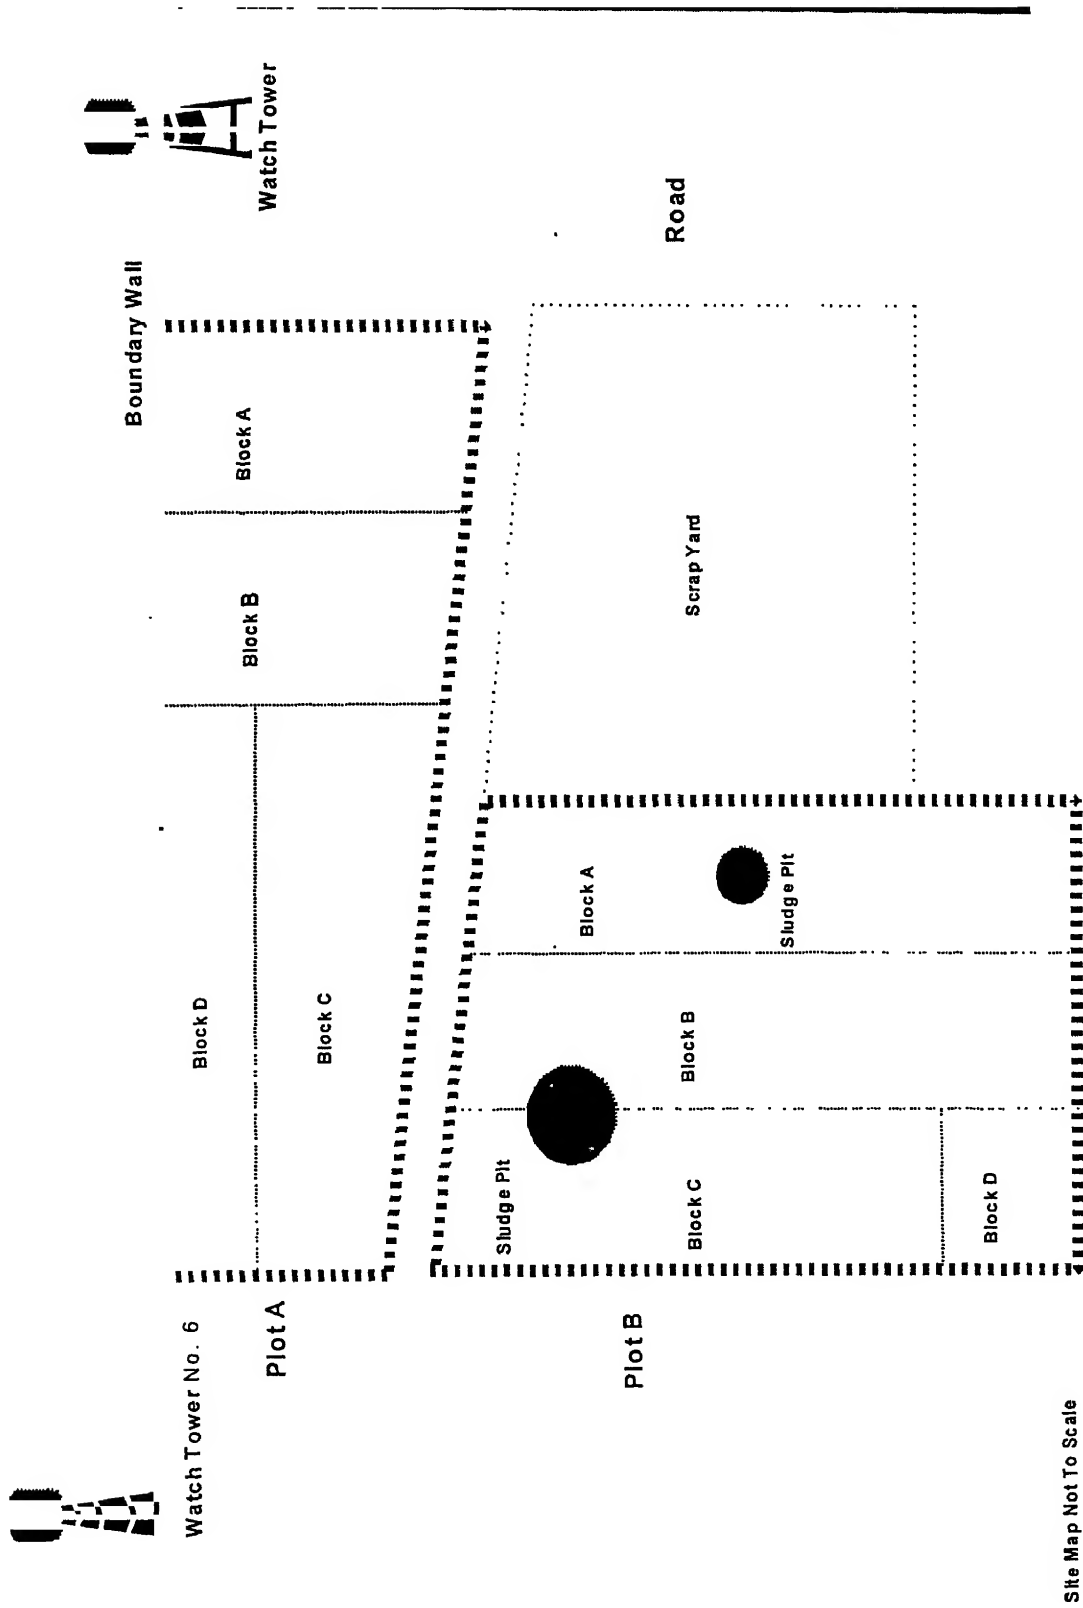 Watch Tower No. 6
Boundary Wall
Watch Tower
Plot A
Block D
Block C
Block B
Block A
Plot B
Sludge Pit
Block C
Block D
Block B
Block A
Sludge Pit
Scrap Yard
Road
Site Map Not To Scale